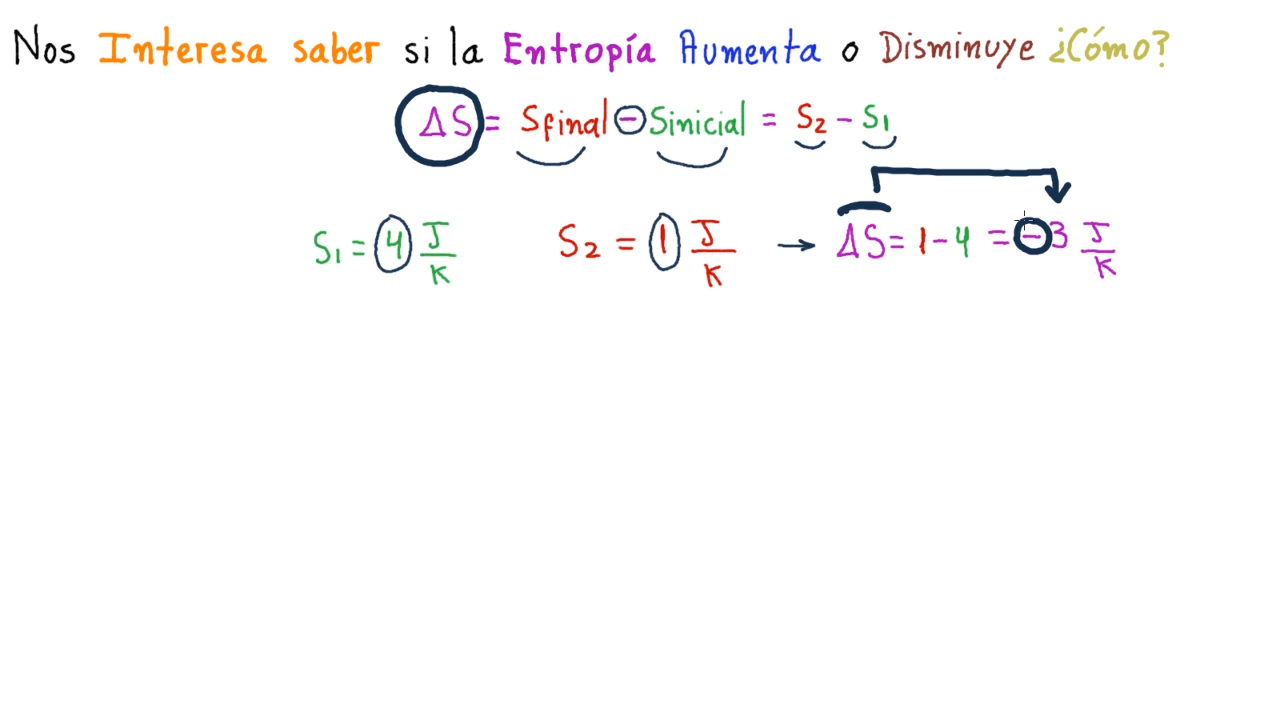 Nos Interesa saber si la Entropía Aumenta o Disminuye ¿Cómo?
ΔS = Sfinal - Sinicial = S₂ - S₁
S₁ = 4 J/K S₂ = 1 J/K → ΔS = 1 - 4 = -3 J/K